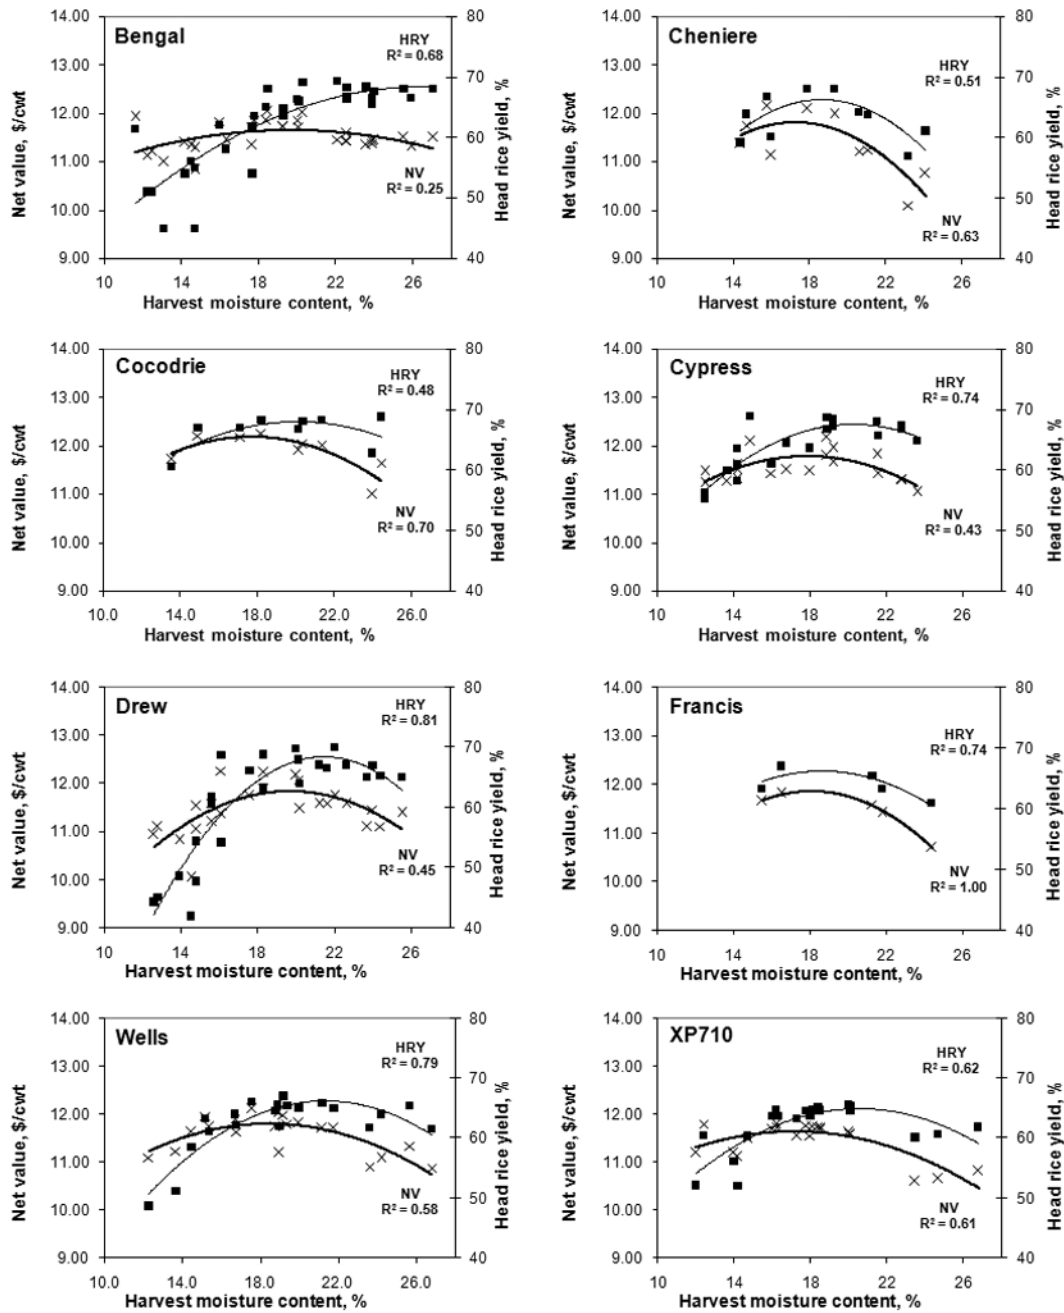 Bengal
HRY
R² = 0.68
NV
R² = 0.25
14.00
13.00
12.00
11.00
10.00
9.00
80
70
60
50
40
10
14
18
22
26
Net value, $/cwt
Head rice yield, %
Harvest moisture content, %
Cheniere
HRY
R² = 0.51
NV
R² = 0.63
14.00
13.00
12.00
11.00
10.00
9.00
80
70
60
50
40
10
14
18
22
26
Net value, $/cwt
Head rice yield, %
Harvest moisture content, %
Cocodrie
HRY
R² = 0.48
NV
R² = 0.70
14.00
13.00
12.00
11.00
10.00
9.00
80
70
60
50
40
10.0
14.0
18.0
22.0
26.0
Net value, $/cwt
Head rice yield, %
Harvest moisture content, %
Cypress
HRY
R² = 0.74
NV
R² = 0.43
14.00
13.00
12.00
11.00
10.00
9.00
80
70
60
50
40
10
14
18
22
26
Net value, $/cwt
Head rice yield, %
Harvest moisture content, %
Drew
HRY
R² = 0.81
NV
R² = 0.45
14.00
13.00
12.00
11.00
10.00
9.00
80
70
60
50
40
10
14
18
22
26
Net value, $/cwt
Head rice yield, %
Harvest moisture content, %
Francis
HRY
R² = 0.74
NV
R² = 1.00
14.00
13.00
12.00
11.00
10.00
9.00
80
70
60
50
40
10
14
18
22
26
Net value, $/cwt
Head rice yield, %
Harvest moisture content, %
Wells
HRY
R² = 0.79
NV
R² = 0.58
14.00
13.00
12.00
11.00
10.00
9.00
80
70
60
50
40
10.0
14.0
18.0
22.0
26.0
Net value, $/cwt
Head rice yield, %
Harvest moisture content, %
XP710
HRY
R² = 0.62
NV
R² = 0.61
14.00
13.00
12.00
11.00
10.00
9.00
80
70
60
50
40
10
14
18
22
26
Net value, $/cwt
Head rice yield, %
Harvest moisture content, %